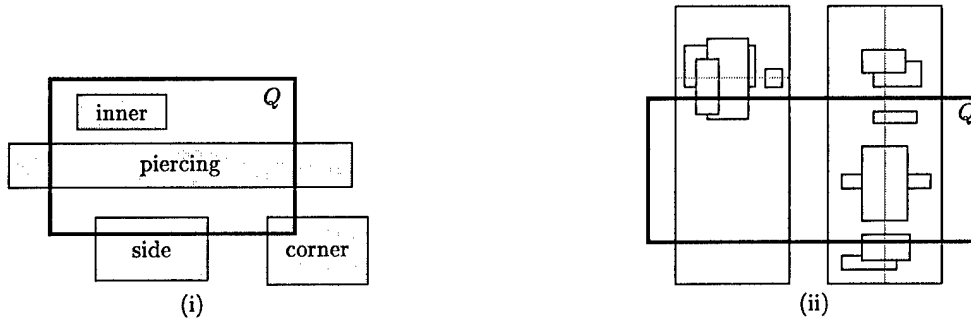 Q
inner
piercing
side
corner
(i)
Q
(ii)